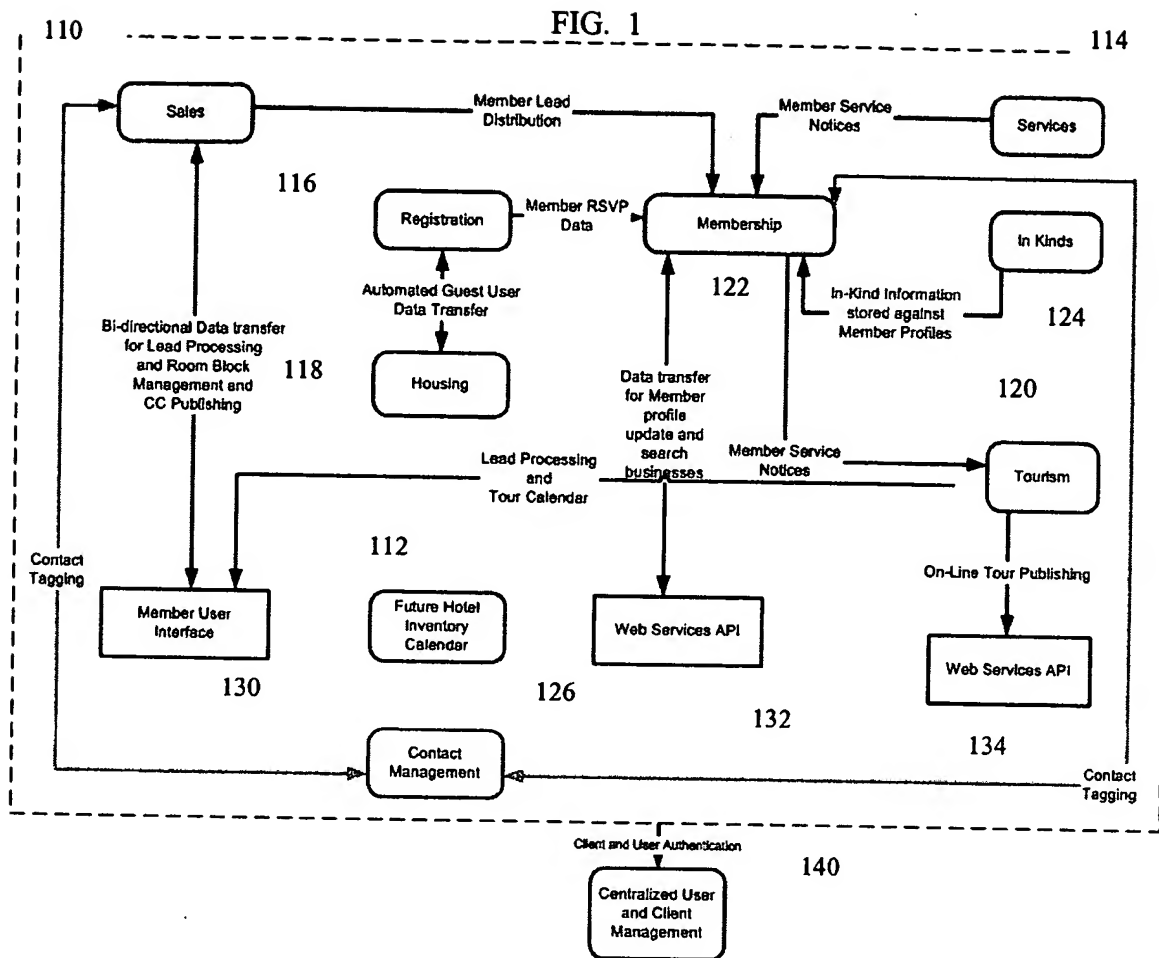 FIG. 1
110
114
Sales
Member Lead
Distribution
Member Service
Notices
Services
116
Registration
Member RSVP
Data
Membership
In Kinds
122
124
Automated Guest User
Data Transfer
In-Kind Information
stored against
Member Profiles
Bi-directional Data transfer
for Lead Processing
and Room Block
Management and
CC Publishing
118
Housing
Data transfer
for Member
profile
update and
search
businesses
120
Lead Processing
and
Tour Calendar
Member Service
Notices
Tourism
Contact
Tagging
112
On-Line Tour Publishing
Member User
Interface
Future Hotel
Inventory
Calendar
Web Services API
Web Services API
130
126
132
134
Contact
Management
Contact
Tagging
Client and User Authentication
140
Centralized User
and Client
Management